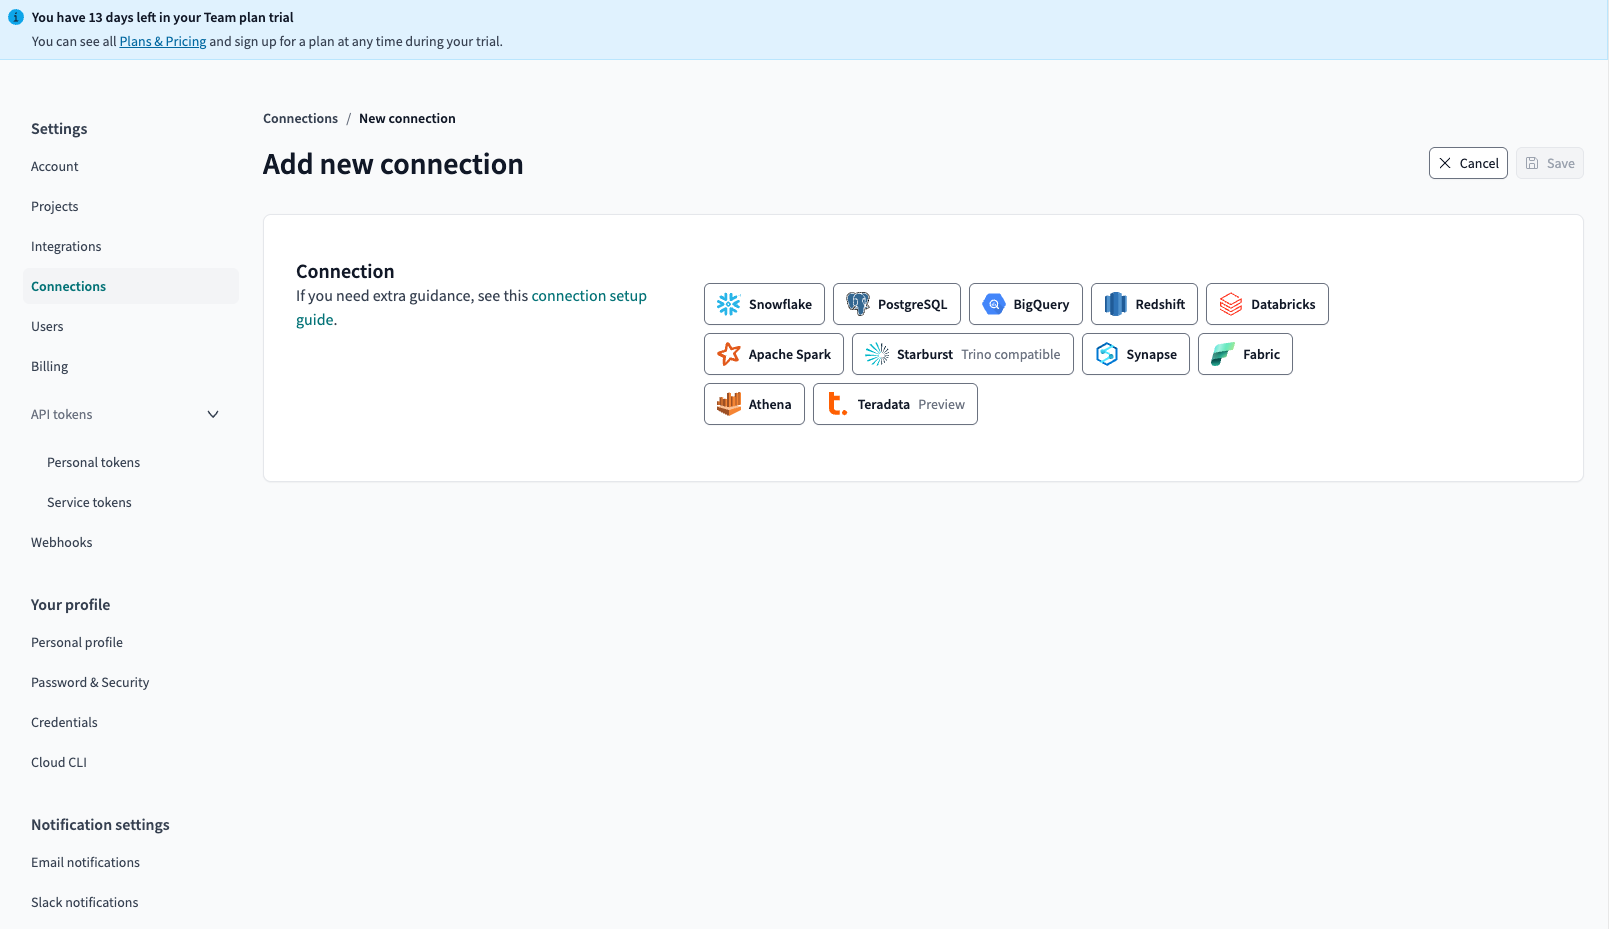 You have 13 days left in your Team plan trial
You can see all Plans & Pricing and sign up for a plan at any time during your trial.
Settings
Account
Projects
Integrations
Connections
Users
Billing
API tokens
Personal tokens
Service tokens
Webhooks
Your profile
Personal profile
Password & Security
Credentials
Cloud CLI
Notification settings
Email notifications
Slack notifications
Connections / New connection
Add new connection
Cancel
Save
Connection
If you need extra guidance, see this connection setup
guide.
Snowflake PostgreSQL BigQuery Redshift Databricks
Apache Spark Starburst Trino compatible Synapse Fabric
Athena Teradata Preview